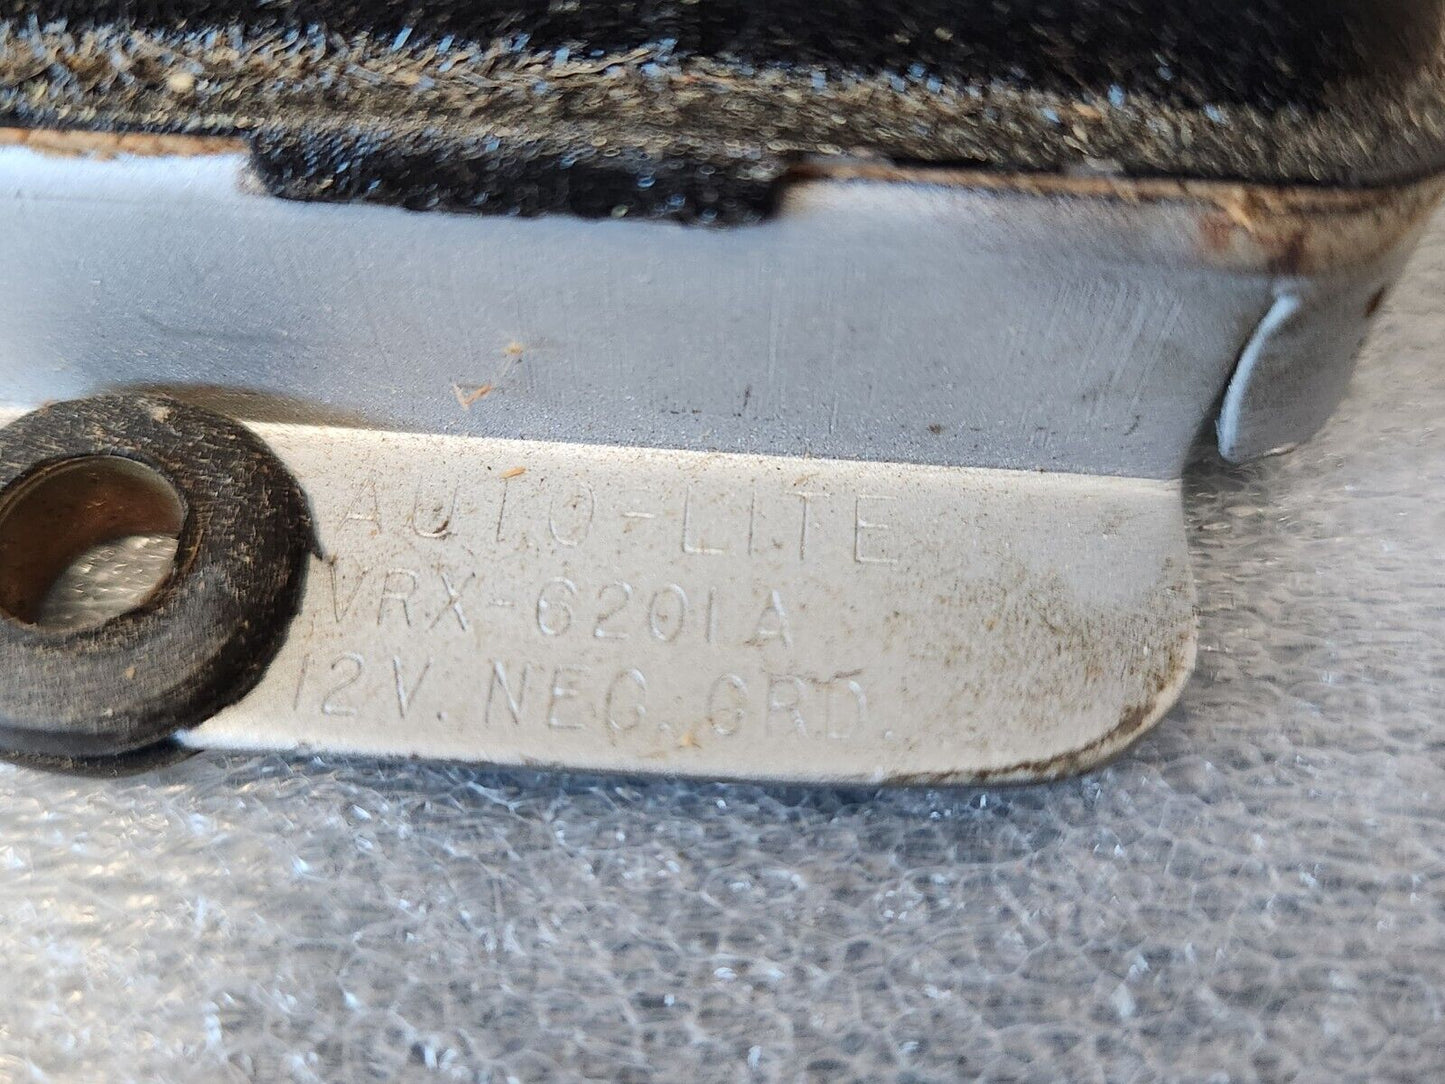 AUTO-LITE
VRX-6201A
12V. NEG. GRD.